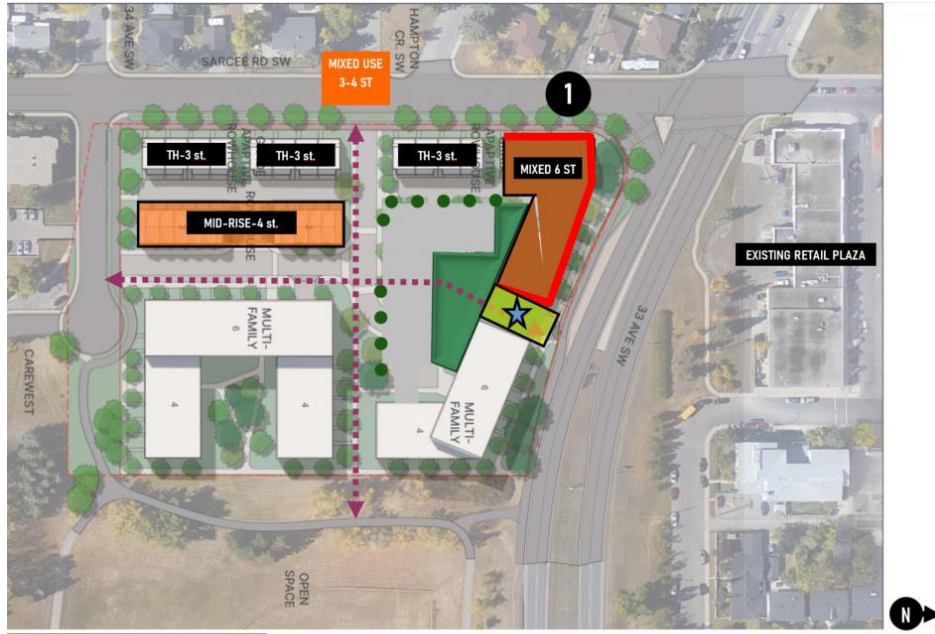 34 AVE SW
SARCEE RD SW
HAMPTON
CR. SW
MIXED USE
3-4 ST
1
TH-3 st.
TH-3 st.
TH-3 st.
MIXED 6 ST
ROWHOUSE
MID-RISE-4 st.
EXISTING RETAIL PLAZA
33 AVE SW
MULTI-
FAMILY
6
4
4
6
MULTI-
FAMILY
4
CAREWEST
OPEN
SPACE
N